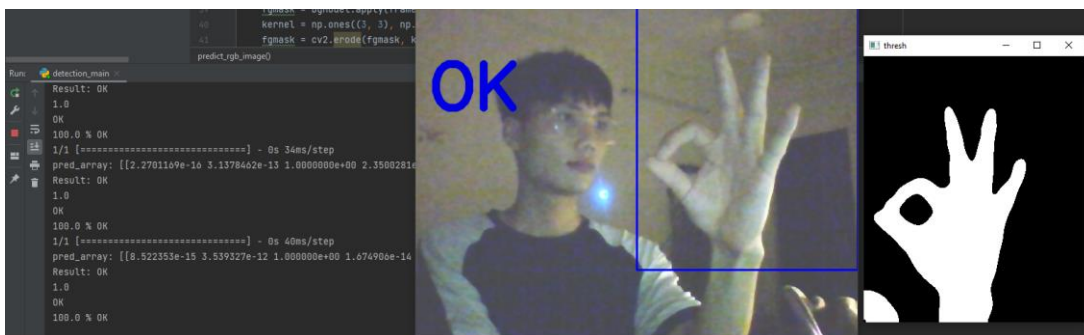 fgmask = bgmodel.apply(frame
40 kernel = np.ones((3, 3), np.
41 fgmask = cv2.erode(fgmask, k
predict_rgb_image()
Run: detection_main ×
Result: OK
1.0
OK
100.0 % OK
1/1 [==============================] - 0s 34ms/step
pred_array: [[2.2701169e-16 3.1378462e-13 1.0000000e+00 2.3500281e
Result: OK
1.0
OK
100.0 % OK
1/1 [==============================] - 0s 40ms/step
pred_array: [[8.522353e-15 3.539327e-12 1.000000e+00 1.674906e-14
Result: OK
1.0
OK
100.0 % OK
OK
thresh